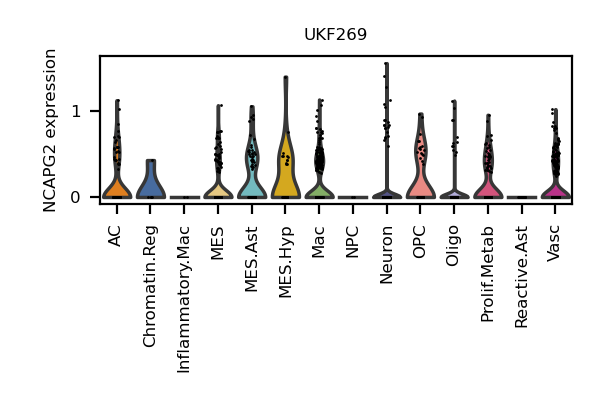 UKF269
NCAPG2 expression
1
0
AC
Chromatin.Reg
Inflammatory.Mac
MES
MES.Ast
MES.Hyp
Mac
NPC
Neuron
OPC
Oligo
Prolif.Metab
Reactive.Ast
Vasc